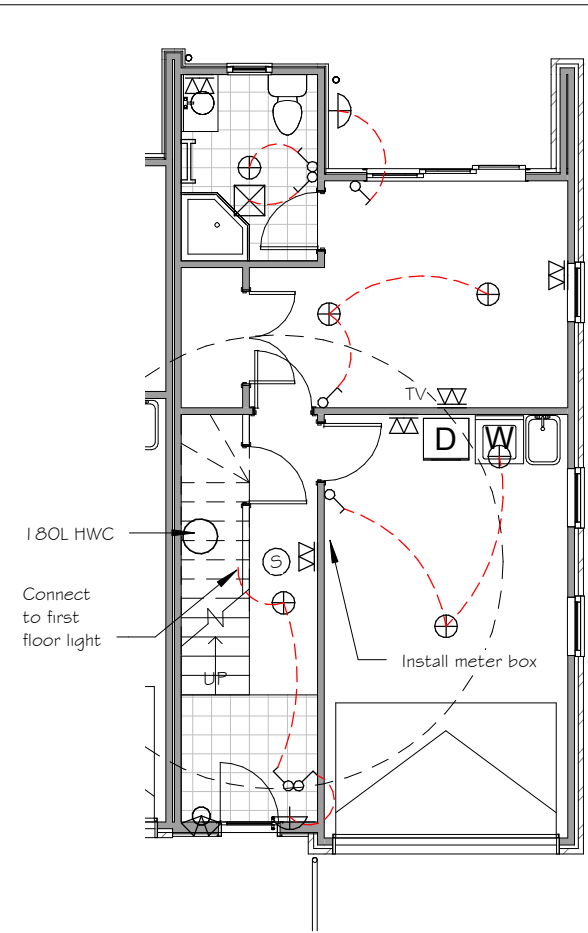 TV
D
W
180L HWC
S
Connect
to first
floor light
Install meter box
UP